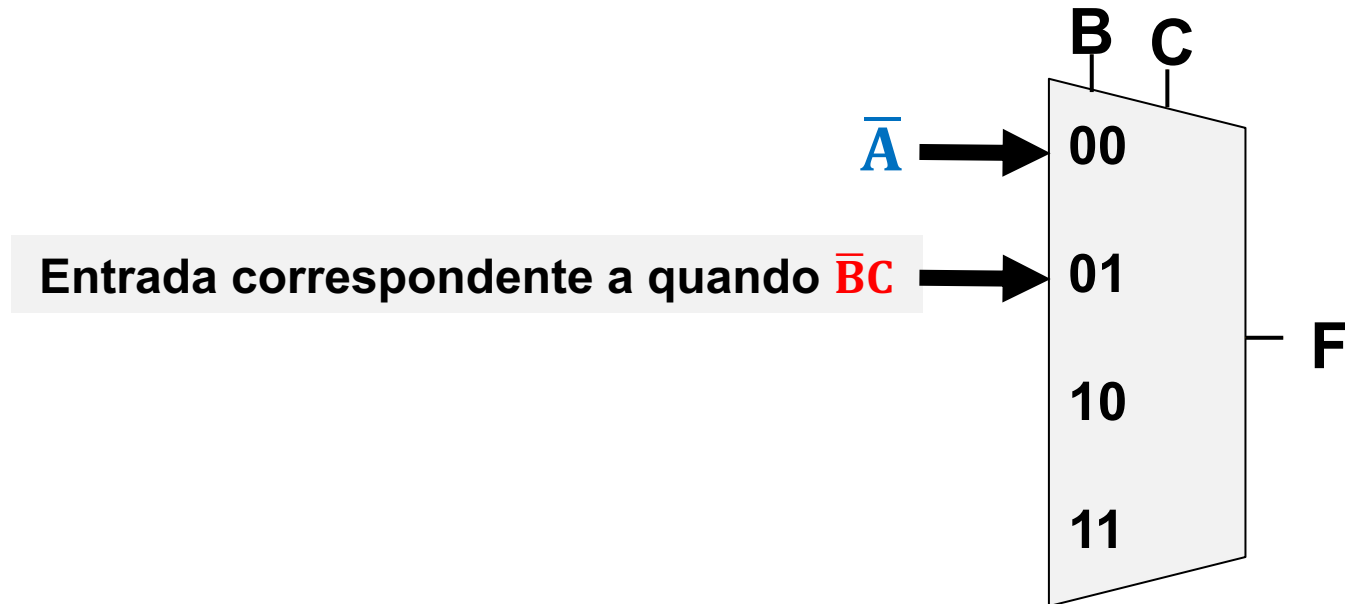 B C
A̅ 00
Entrada correspondente a quando B̅C 01
F
10
11